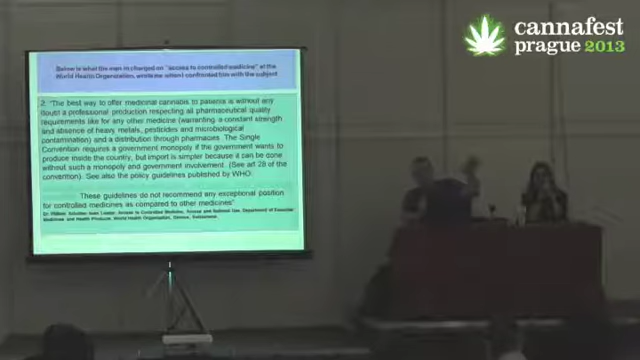 cannafest
prague 2013
Below is what the man in charged on "access to controlled medicine" at the
World Health Organization, wrote me when I confronted him with the subject
2. "The best way to offer medicinal cannabis to patients is without any
doubt a professional production respecting all pharmaceutical quality
requirements like for any other medicine (warranting a constant strength
and absence of heavy metals, pesticides and microbiological
contamination) and a distribution through pharmacies. The Single
Convention requires a government monopoly if the government wants to
produce inside the country, but import is simpler because it can be done
without such a monopoly and government involvement. (See art 28 of the
convention). See also the policy guidelines published by WHO.
These guidelines do not recommend any exceptional position
for controlled medicines as compared to other medicines"
Access to Controlled Medicine, Access and Rational Use, Department of Essential
Medicines and Health Products, World Health Organization, Geneva, Switzerland